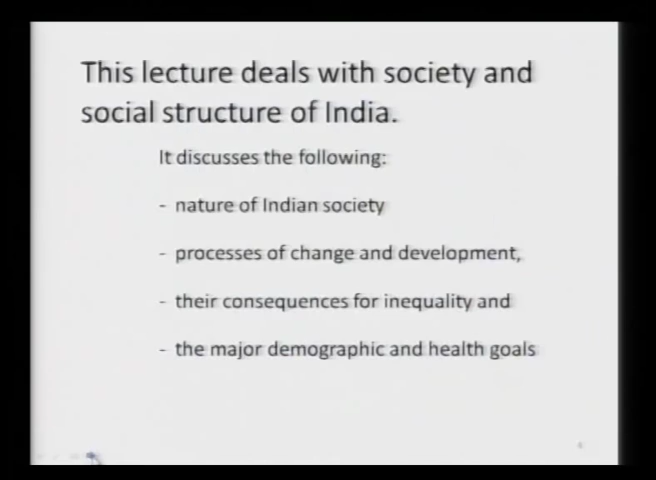 This lecture deals with society and
social structure of India.
It discusses the following:
- nature of Indian society
- processes of change and development,
- their consequences for inequality and
- the major demographic and health goals